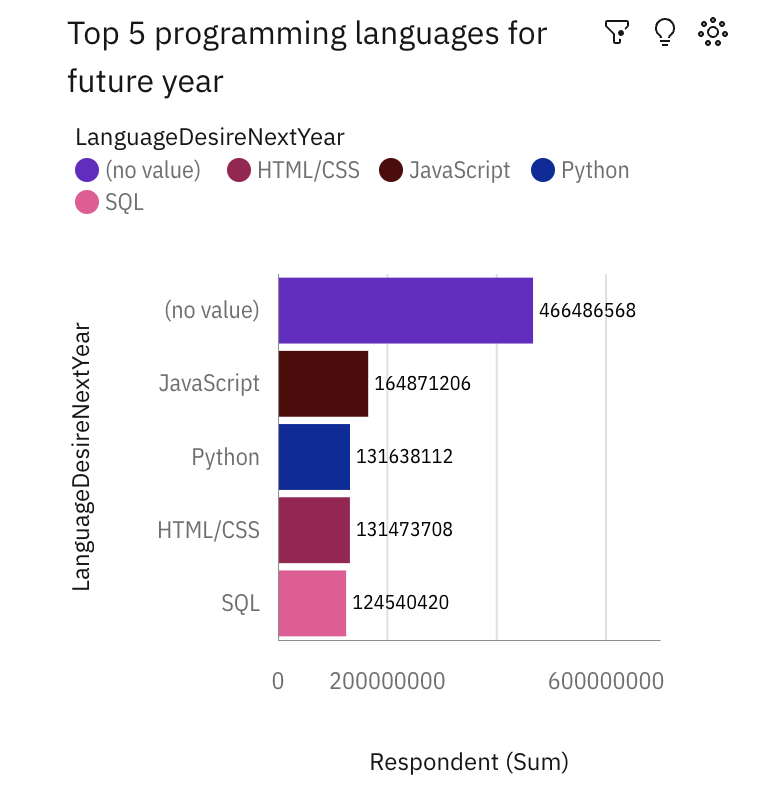 Top 5 programming languages for
future year
LanguageDesireNextYear
(no value) HTML/CSS JavaScript Python
SQL
LanguageDesireNextYear
(no value) 466486568
JavaScript 164871206
Python 131638112
HTML/CSS 131473708
SQL 124540420
0 200000000 600000000
Respondent (Sum)